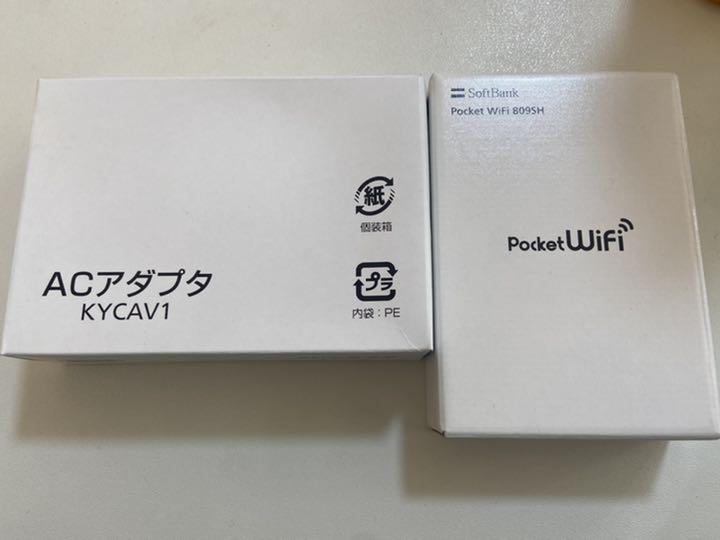 紙
個装箱
プラ
内袋：PE
ACアダプタ
KYCAV1
SoftBank
Pocket WiFi 809SH
Pocket WiFi